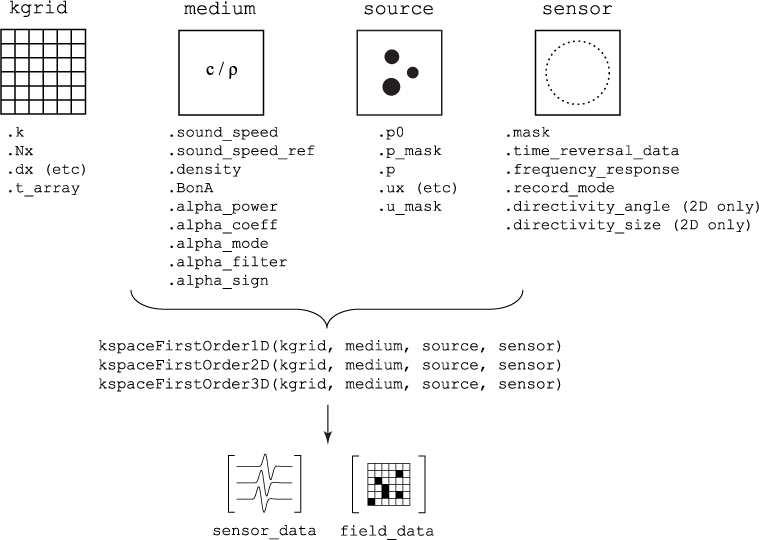 kgrid
medium
source
sensor
c / ρ
.k
.Nx
.dx (etc)
.t_array
.sound_speed
.sound_speed_ref
.density
.BonA
.alpha_power
.alpha_coeff
.alpha_mode
.alpha_filter
.alpha_sign
.p0
.p_mask
.p
.ux (etc)
.u_mask
.mask
.time_reversal_data
.frequency_response
.record_mode
.directivity_angle (2D only)
.directivity_size (2D only)
kspaceFirstOrder1D(kgrid, medium, source, sensor)
kspaceFirstOrder2D(kgrid, medium, source, sensor)
kspaceFirstOrder3D(kgrid, medium, source, sensor)
sensor_data
field_data